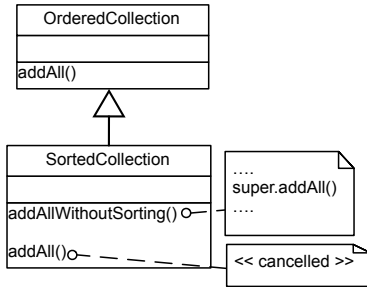 OrderedCollection
addAll()
SortedCollection
addAllWithoutSorting()
addAll()
....
super.addAll()
....
<< cancelled >>